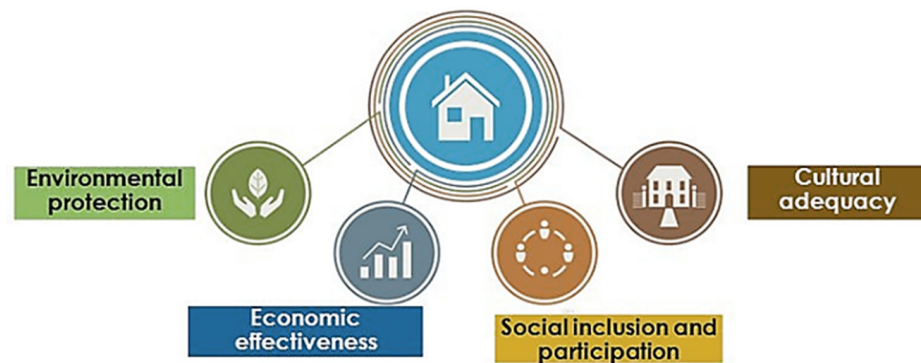 Environmental
protection
Economic
effectiveness
Social inclusion and
participation
Cultural
adequacy